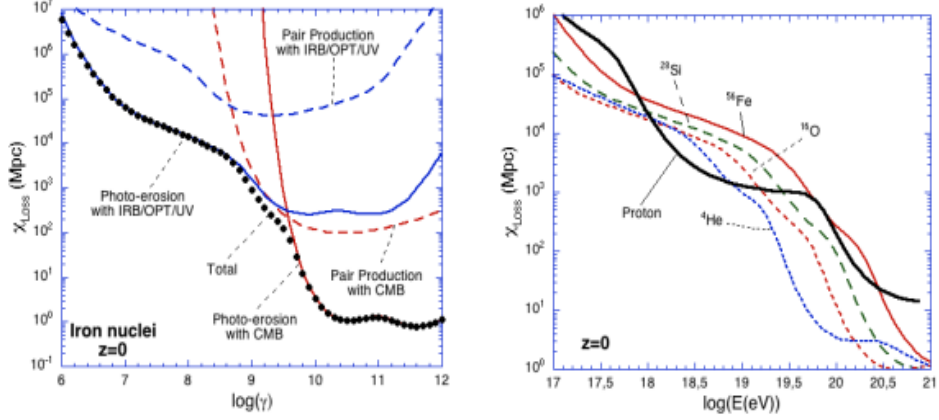 10⁷
10⁶
10⁵
10⁴
10³
10²
10¹
10⁰
10⁻¹
χLoss (Mpc)
Pair Production
with IRB/OPT/UV
Photo-erosion
with IRB/OPT/UV
Total
Pair Production
with CMB
Photo-erosion
with CMB
Iron nuclei
z=0
6 7 8 9 10 11 12
log(γ)
10⁶
10⁵
10⁴
10³
10²
10¹
10⁰
χLoss (Mpc)
²⁸Si
⁵⁶Fe
¹⁶O
Proton
⁴He
z=0
17 17,5 18 18,5 19 19,5 20 20,5 21
log(E(eV))